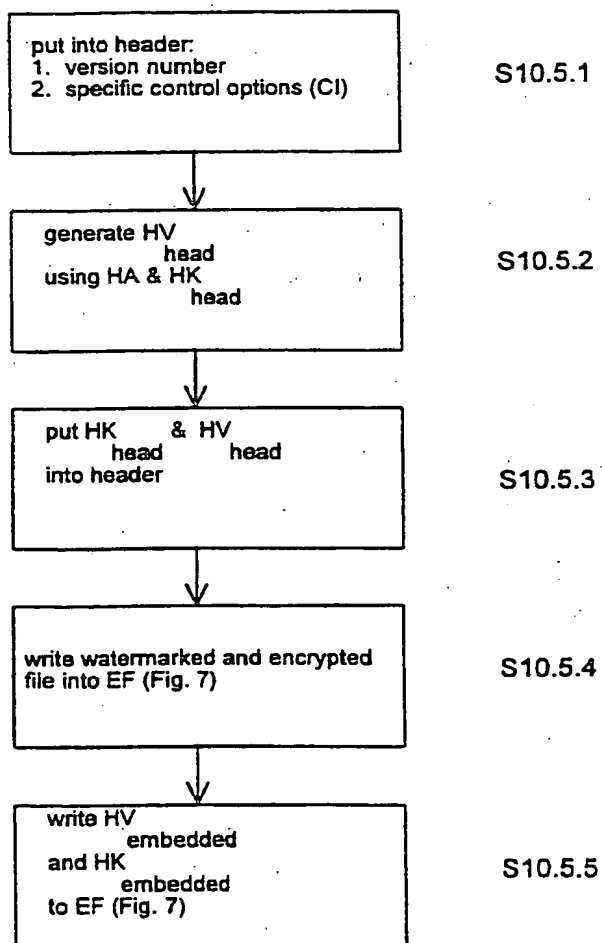 put into header:
1. version number
2. specific control options (CI)
S10.5.1
generate HV
head
using HA & HK
head
S10.5.2
put HK & HV
head head
into header
S10.5.3
write watermarked and encrypted
file into EF (Fig. 7)
S10.5.4
write HV
embedded
and HK
embedded
to EF (Fig. 7)
S10.5.5